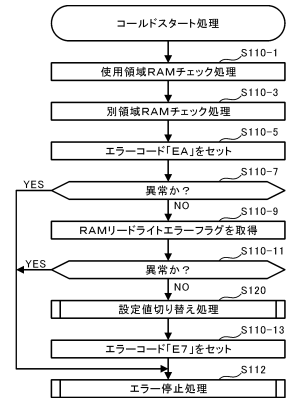 コールドスタート処理
S110-1
使用領域RAMチェック処理
S110-3
別領域RAMチェック処理
S110-5
エラーコード「EA」をセット
S110-7
異常か？
YES
NO
S110-9
RAMリードライトエラーフラグを取得
S110-11
異常か？
YES
NO
S120
設定値切り替え処理
S110-13
エラーコード「E7」をセット
S112
エラー停止処理